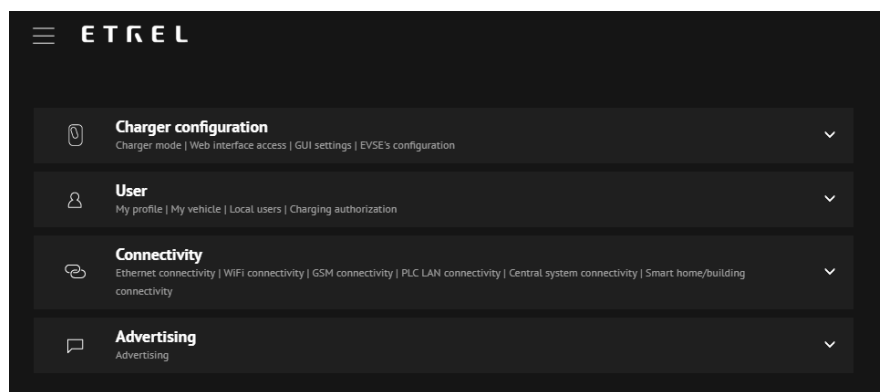 ETREL
Charger configuration
Charger mode | Web interface access | GUI settings | EVSE's configuration
User
My profile | My vehicle | Local users | Charging authorization
Connectivity
Ethernet connectivity | WiFi connectivity | GSM connectivity | PLC LAN connectivity | Central system connectivity | Smart home/building
connectivity
Advertising
Advertising